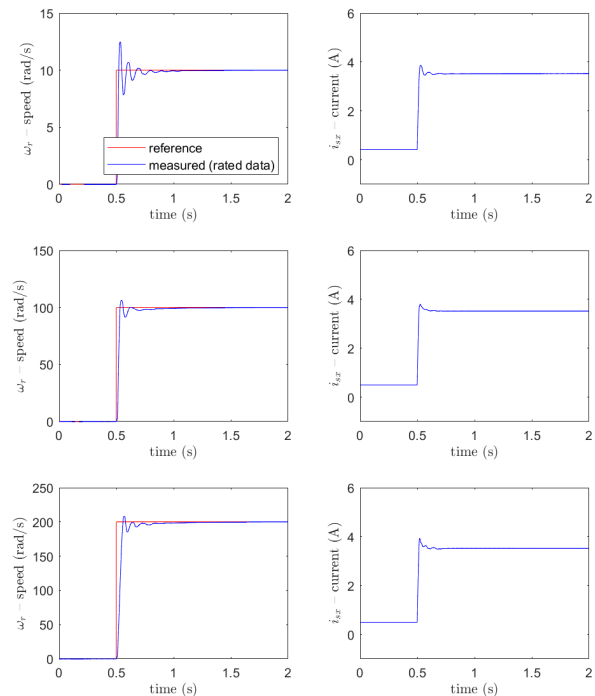 15
10
5
0
ω_r – speed (rad/s)
reference
measured (rated data)
0 0.5 1 1.5 2
time (s)
6
4
2
0
i_sx – current (A)
0 0.5 1 1.5 2
time (s)
150
100
50
0
ω_r – speed (rad/s)
0 0.5 1 1.5 2
time (s)
6
4
2
0
i_sx – current (A)
0 0.5 1 1.5 2
time (s)
250
200
150
100
50
0
ω_r – speed (rad/s)
0 0.5 1 1.5 2
time (s)
6
4
2
0
i_sx – current (A)
0 0.5 1 1.5 2
time (s)